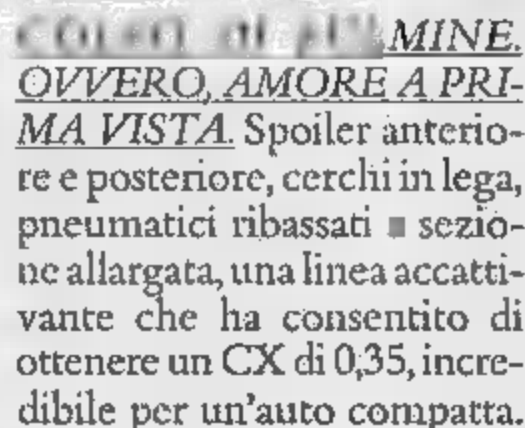 MINE.
OVVERO, AMORE A PRI-
MA VISTA. Spoiler anterio-
re e posteriore, cerchi in lega,
pneumatici ribassati sezio-
ne allargata, una linea accatti-
vante che ha consentito di
ottenere un CX di 0,35, incre-
dibile per un'auto compatta.